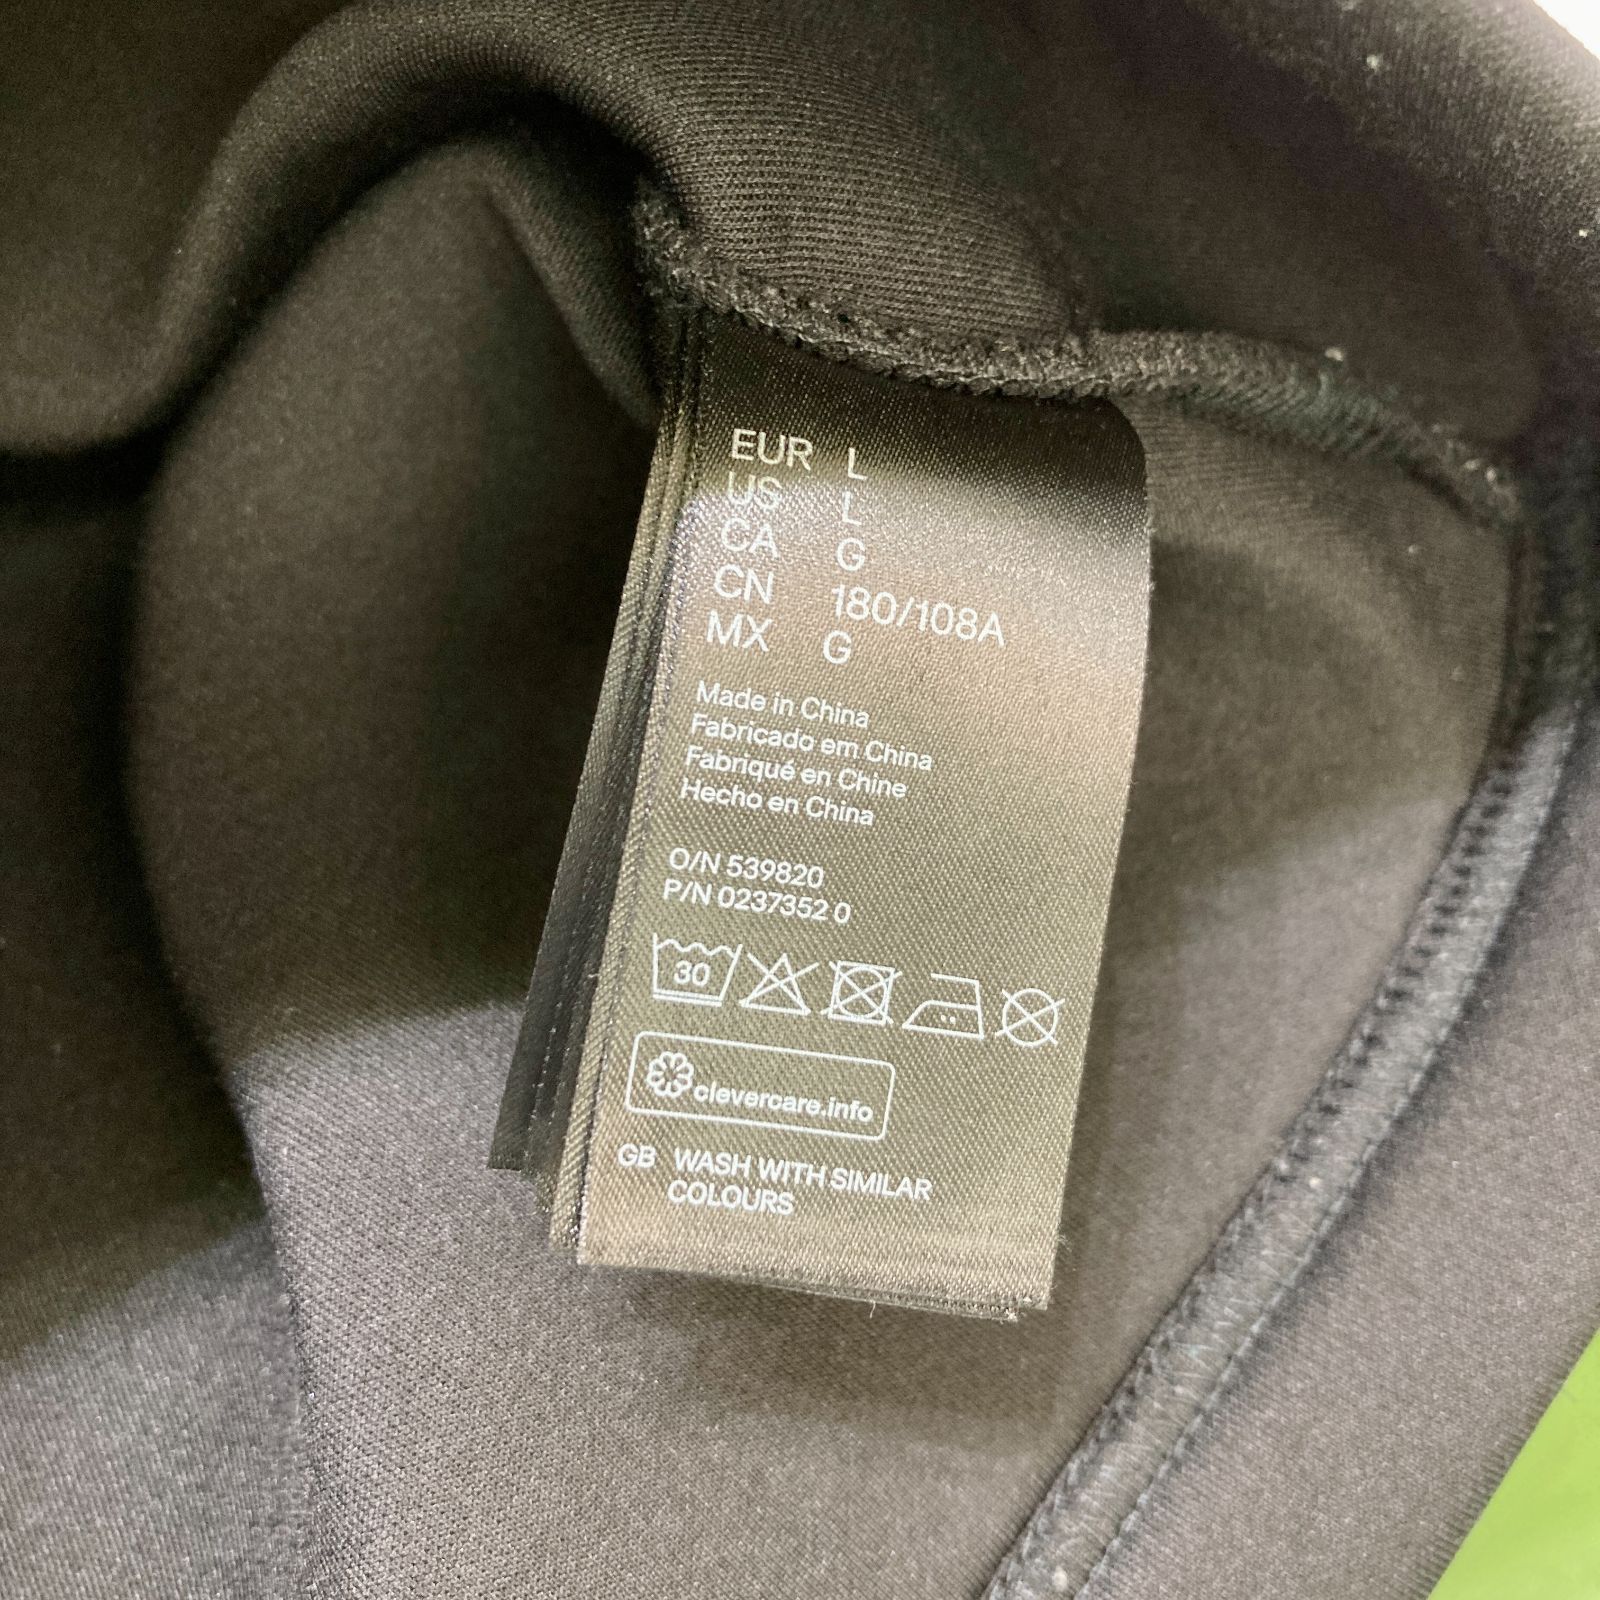 EUR L
US L
CA G
CN 180/108A
MX G
Made in China
Fabricado em China
Fabriqué en Chine
Hecho en China
O/N 539820
P/N 0237352 0
30
clevercare.info
GB WASH WITH SIMILAR
COLOURS